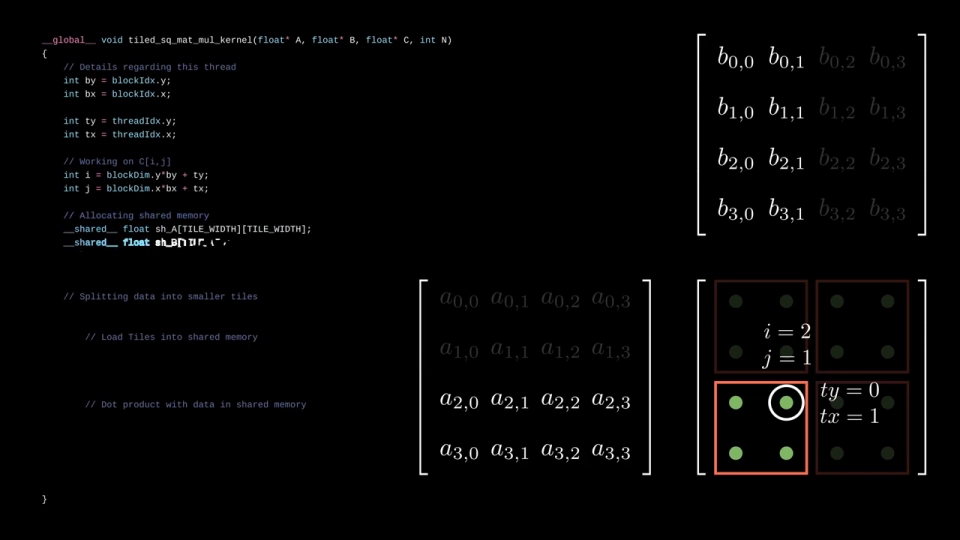 __global__ void tiled_sq_mat_mul_kernel(float* A, float* B, float* C, int N)
{
// Details regarding this thread
int by = blockIdx.y;
int bx = blockIdx.x;
int ty = threadIdx.y;
int tx = threadIdx.x;
// Working on C[i,j]
int i = blockDim.y*by + ty;
int j = blockDim.x*bx + tx;
// Allocating shared memory
__shared__ float sh_A[TILE_WIDTH][TILE_WIDTH];
__shared__ float
// Splitting data into smaller tiles
// Load Tiles into shared memory
// Dot product with data in shared memory
}
b0,0 b0,1 b0,2 b0,3
b1,0 b1,1 b1,2 b1,3
b2,0 b2,1 b2,2 b2,3
b3,0 b3,1 b3,2 b3,3
a0,0 a0,1 a0,2 a0,3
a1,0 a1,1 a1,2 a1,3
a2,0 a2,1 a2,2 a2,3
a3,0 a3,1 a3,2 a3,3
i = 2
j = 1
ty = 0
tx = 1